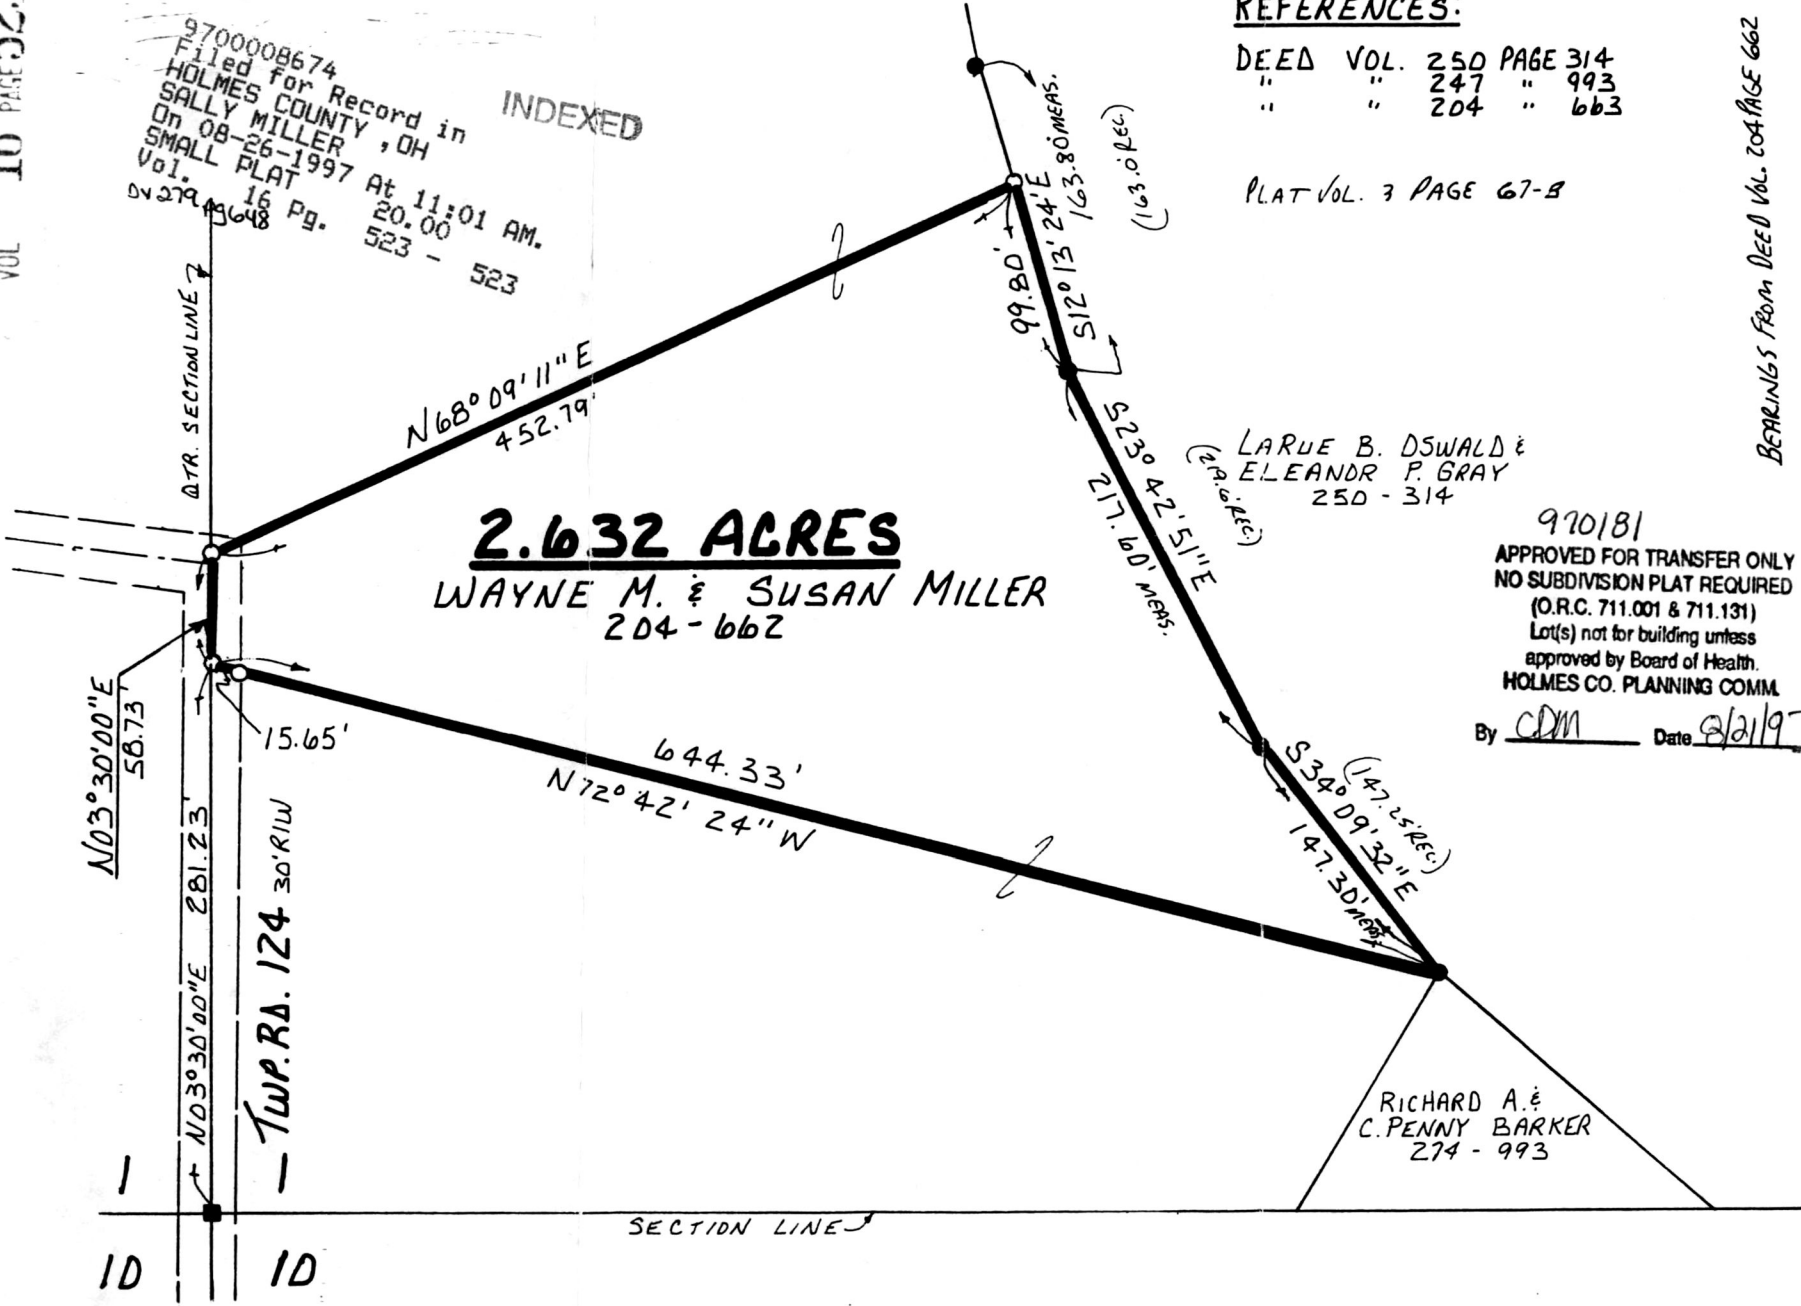 VOL 16 PAGE 523
9700008674
Filed for Record in
HOLMES COUNTY , OH
SALLY MILLER
On 08-26-1997 At 11:01 AM.
SMALL PLAT 20.00
Vol. 16 Pg. 523 - 523
DV 279 pg 648
INDEXED
REFERENCES:
DEED VOL. 250 PAGE 314
" " 247 " 993
" " 204 " 663
PLAT VOL. 3 PAGE 67-B
BEARINGS FROM DEED VOL. 204 PAGE 662
QTR. SECTION LINE
N68° 09' 11" E
452.79'
99.80'
S12° 13' 24" E
163.80' MEAS.
(163.0' REC.)
S23° 42' 51" E
217.60' MEAS.
(219.6' REC.)
LARUE B. OSWALD &
ELEANOR P. GRAY
250 - 314
2.632 ACRES
WAYNE M. & SUSAN MILLER
204 - 662
970181
APPROVED FOR TRANSFER ONLY
NO SUBDIVISION PLAT REQUIRED
(O.R.C. 711.001 & 711.131)
Lot(s) not for building unless
approved by Board of Health.
HOLMES CO. PLANNING COMM.
By CDM Date 8/21/97
N03° 30' 00" E
58.73'
15.65'
644.33'
N72° 42' 24" W
S34° 09' 32" E
147.30' MEAS.
(147.25' REC.)
N03° 30' 00" E 281.23'
TWP. RD. 124 30' R/W
RICHARD A. &
C. PENNY BARKER
274 - 993
1
SECTION LINE
10
10